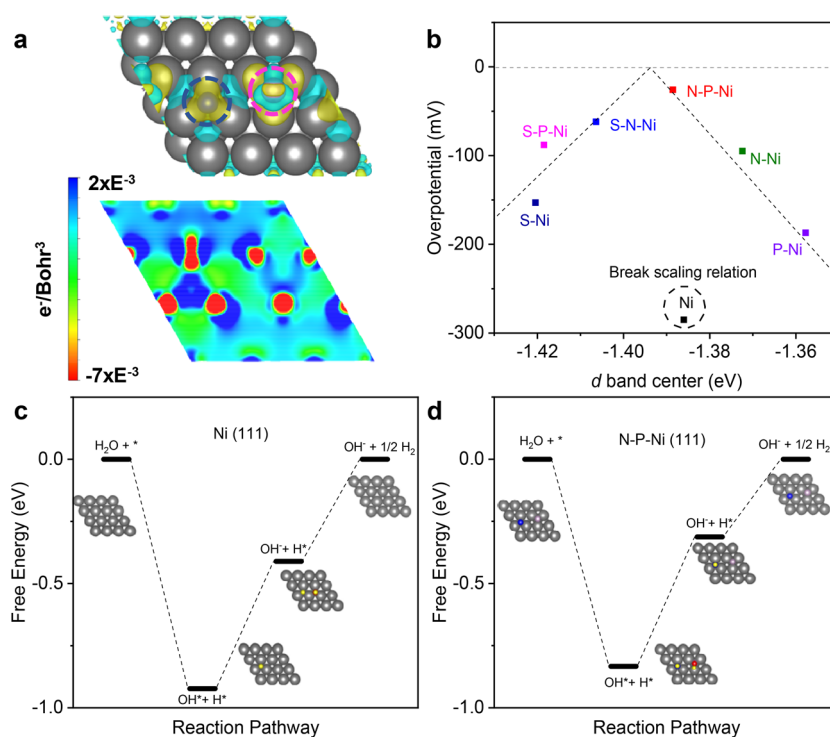 a
2xE⁻³
e⁻/Bohr³
-7xE⁻³
b
Overpotential (mV)
0
-100
-200
-300
-1.42
-1.40
-1.38
-1.36
d band center (eV)
N-P-Ni
S-P-Ni
S-N-Ni
N-Ni
S-Ni
P-Ni
Break scaling relation
Ni
c
Ni (111)
Free Energy (eV)
0.0
-0.5
-1.0
H₂O + *
OH*+ H*
OH⁻+ H*
OH⁻ + 1/2 H₂
Reaction Pathway
d
N-P-Ni (111)
Free Energy (eV)
0.0
-0.5
-1.0
H₂O + *
OH*+ H*
OH⁻+ H*
OH⁻ + 1/2 H₂
Reaction Pathway